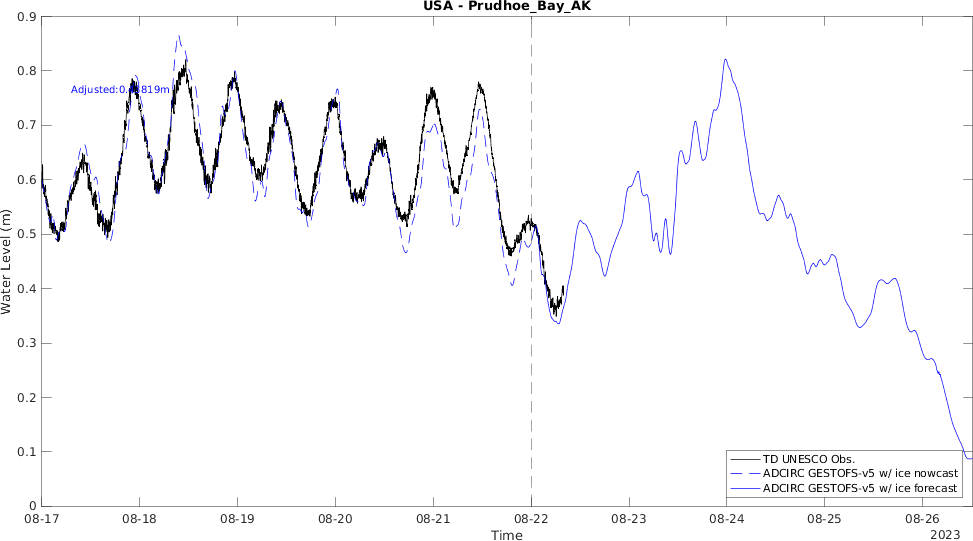 USA - Prudhoe_Bay_AK
0.9
0.8
0.7
0.6
0.5
0.4
0.3
0.2
0.1
0
Water Level (m)
TD UNESCO Obs.
ADCIRC GESTOFS-v5 w/ ice nowcast
ADCIRC GESTOFS-v5 w/ ice forecast
08-17 08-18 08-19 08-20 08-21 08-22 08-23 08-24 08-25 08-26
Time
2023